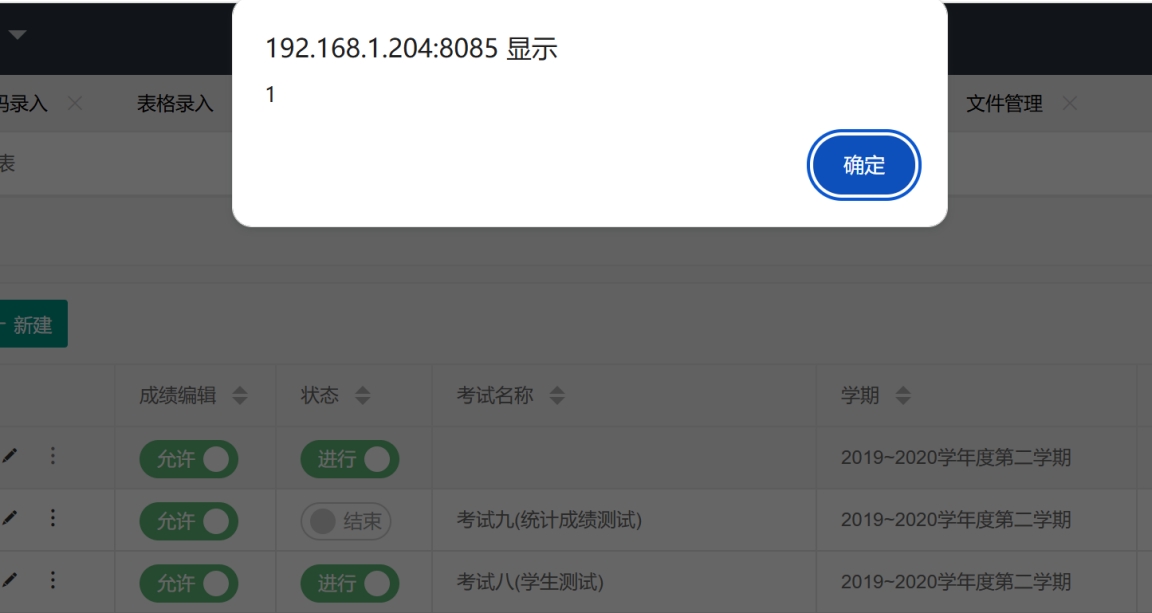 192.168.1.204:8085 显示
1
确定
码录入
表格录入
文件管理
表
新建
成绩编辑 状态 考试名称 学期
允许 进行 2019~2020学年度第二学期
允许 结束 考试九(统计成绩测试) 2019~2020学年度第二学期
允许 进行 考试八(学生测试) 2019~2020学年度第二学期